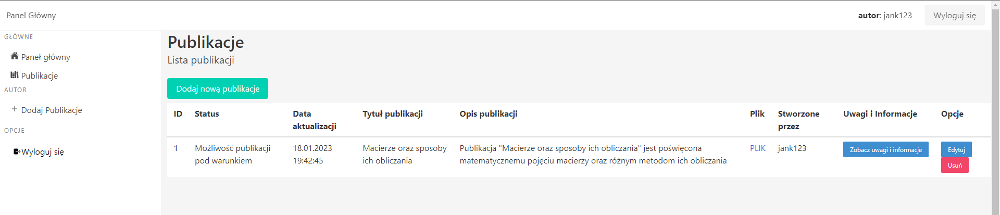 Panel Główny
autor: jank123
Wyloguj się
GŁÓWNE
Paneł główny
Publikacje
AUTOR
Dodaj Publikacje
OPCJE
Wyloguj się
Publikacje
Lista publikacji
Dodaj nową publikacje
ID Status Data aktualizacji Tytuł publikacji Opis publikacji Plik Stworzone przez Uwagi i Informacje Opcje
1
Możliwość publikacji
pod warunkiem
18.01.2023
19:42:45
Macierze oraz sposoby
ich obliczania
Publikacja "Macierze oraz sposoby ich obliczania" jest poświęcona
matematycznemu pojęciu macierzy oraz różnym metodom ich obliczania
PLIK
jank123
Zobacz uwagi i informacje
Edytuj
Usuń